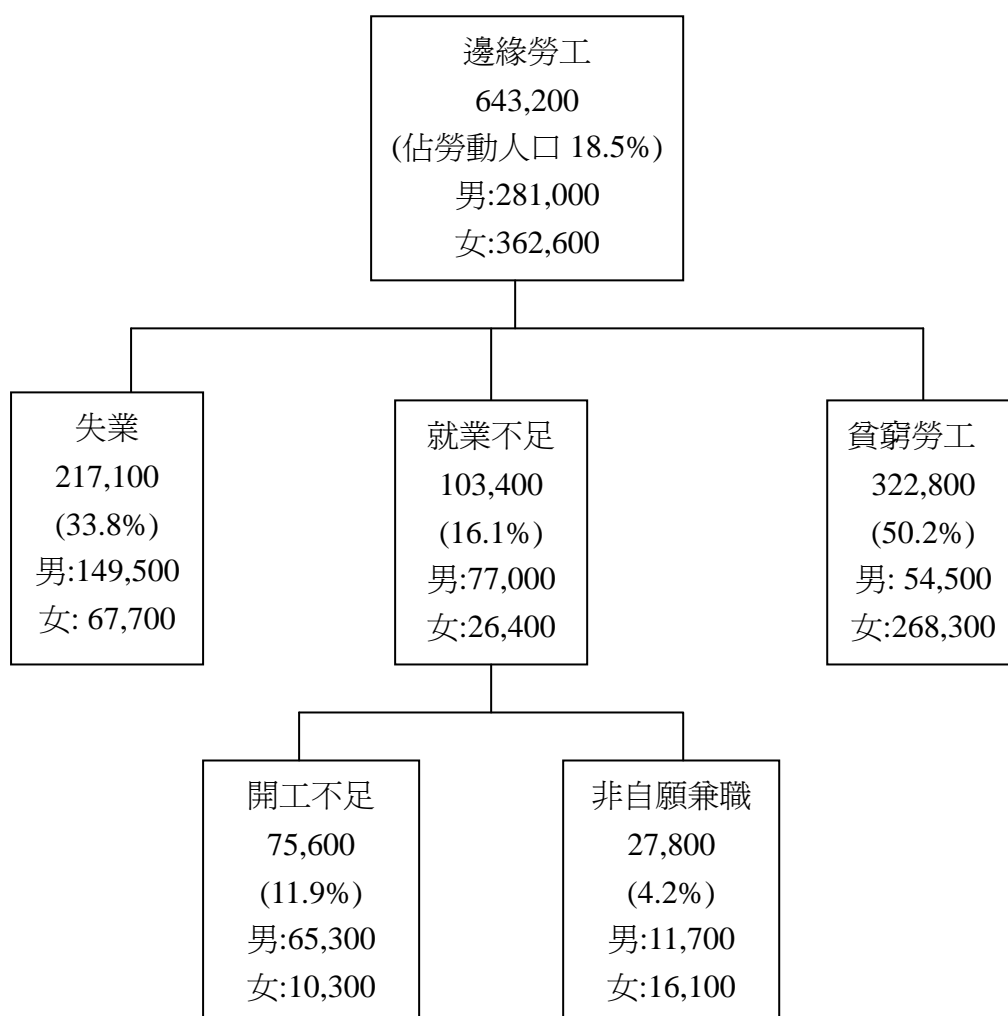 邊緣勞工
643,200
(佔勞動人口 18.5%)
男:281,000
女:362,600
失業
217,100
(33.8%)
男:149,500
女: 67,700
就業不足
103,400
(16.1%)
男:77,000
女:26,400
貧窮勞工
322,800
(50.2%)
男: 54,500
女:268,300
開工不足
75,600
(11.9%)
男:65,300
女:10,300
非自願兼職
27,800
(4.2%)
男:11,700
女:16,100